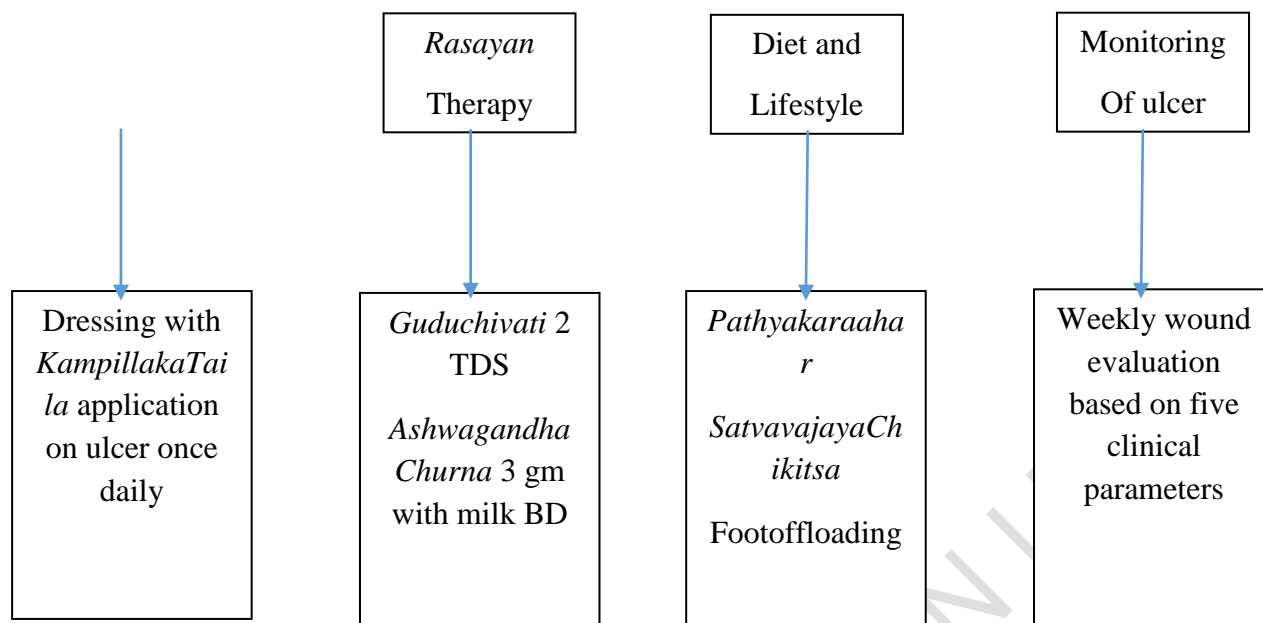 Rasayan
Therapy
Diet and
Lifestyle
Monitoring
Of ulcer
Dressing with
KampillakaTai
la application
on ulcer once
daily
Guduchivati 2
TDS
Ashwagandha
Churna 3 gm
with milk BD
Pathyakaraaha
r
SatvavajayaCh
ikitsa
Footoffloading
Weekly wound
evaluation
based on five
clinical
parameters